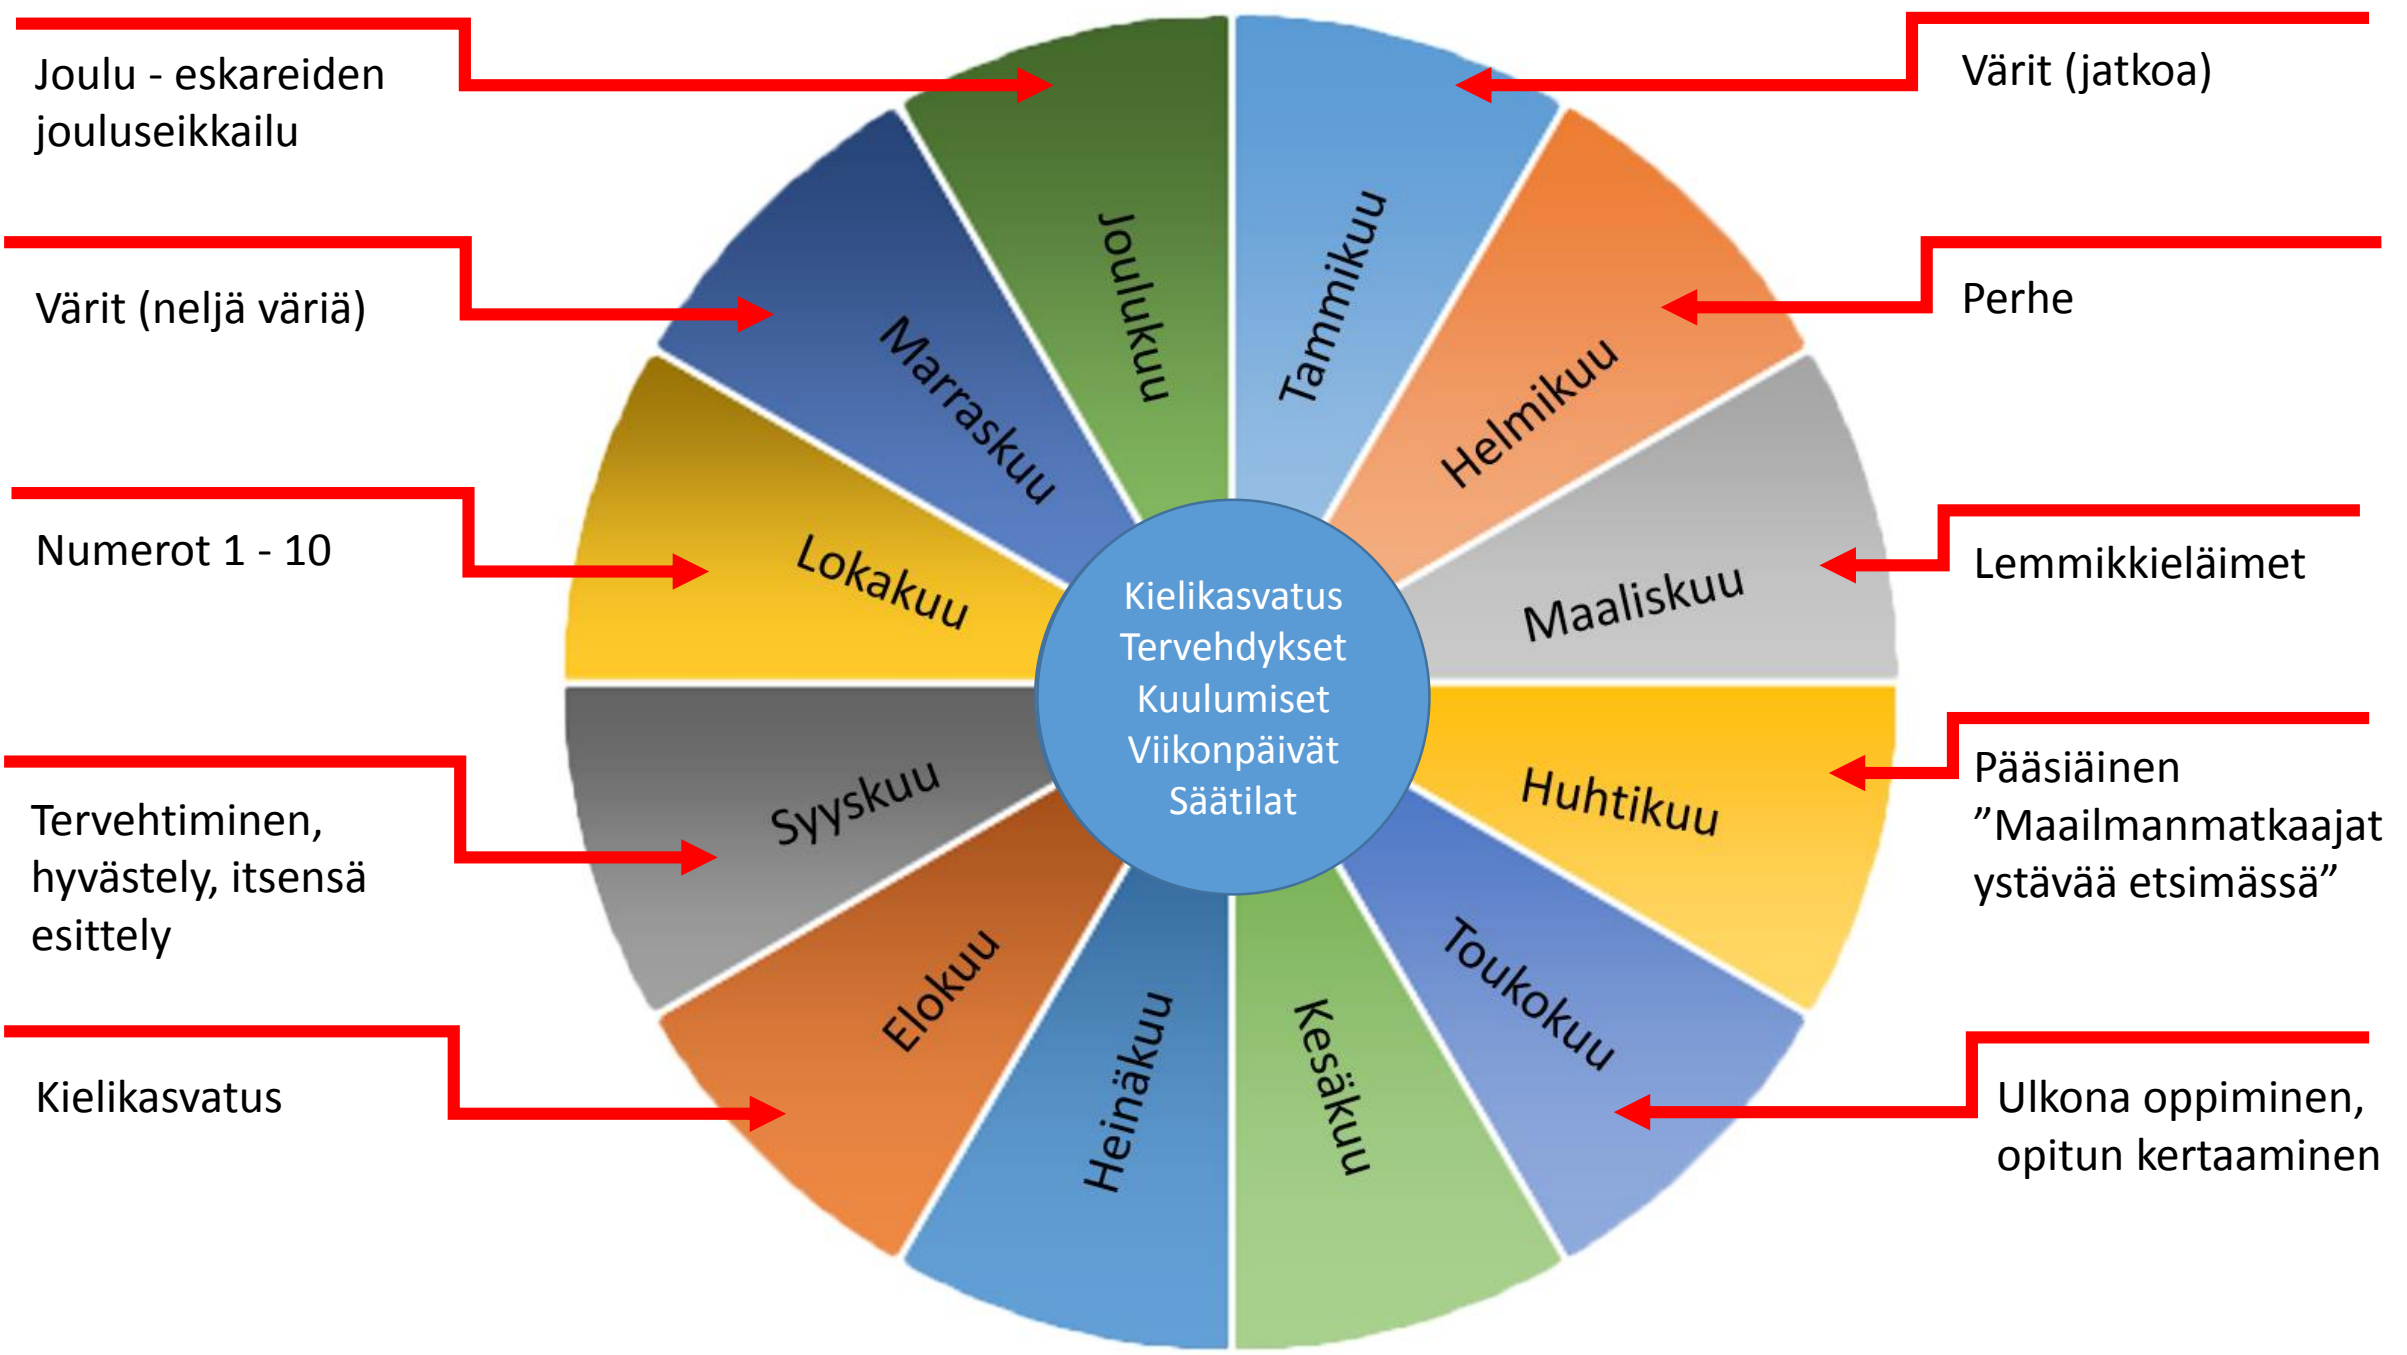 Joulu - eskareiden
jouluseikkailu
Värit (neljä väriä)
Numerot 1 - 10
Tervehtiminen,
hyvästely, itsensä
esittely
Kielikasvatus
Joulukuu
Marraskuu
Lokakuu
Syyskuu
Elokuu
Heinäkuu
Kielikasvatus
Tervehdykset
Kuulumiset
Viikonpäivät
Säätilat
Tammikuu
Helmikuu
Maaliskuu
Huhtikuu
Toukokuu
Kesäkuu
Värit (jatkoa)
Perhe
Lemmikkieläimet
Pääsiäinen
”Maailmanmatkaajat
ystävää etsimässä”
Ulkona oppiminen,
opitun kertaaminen